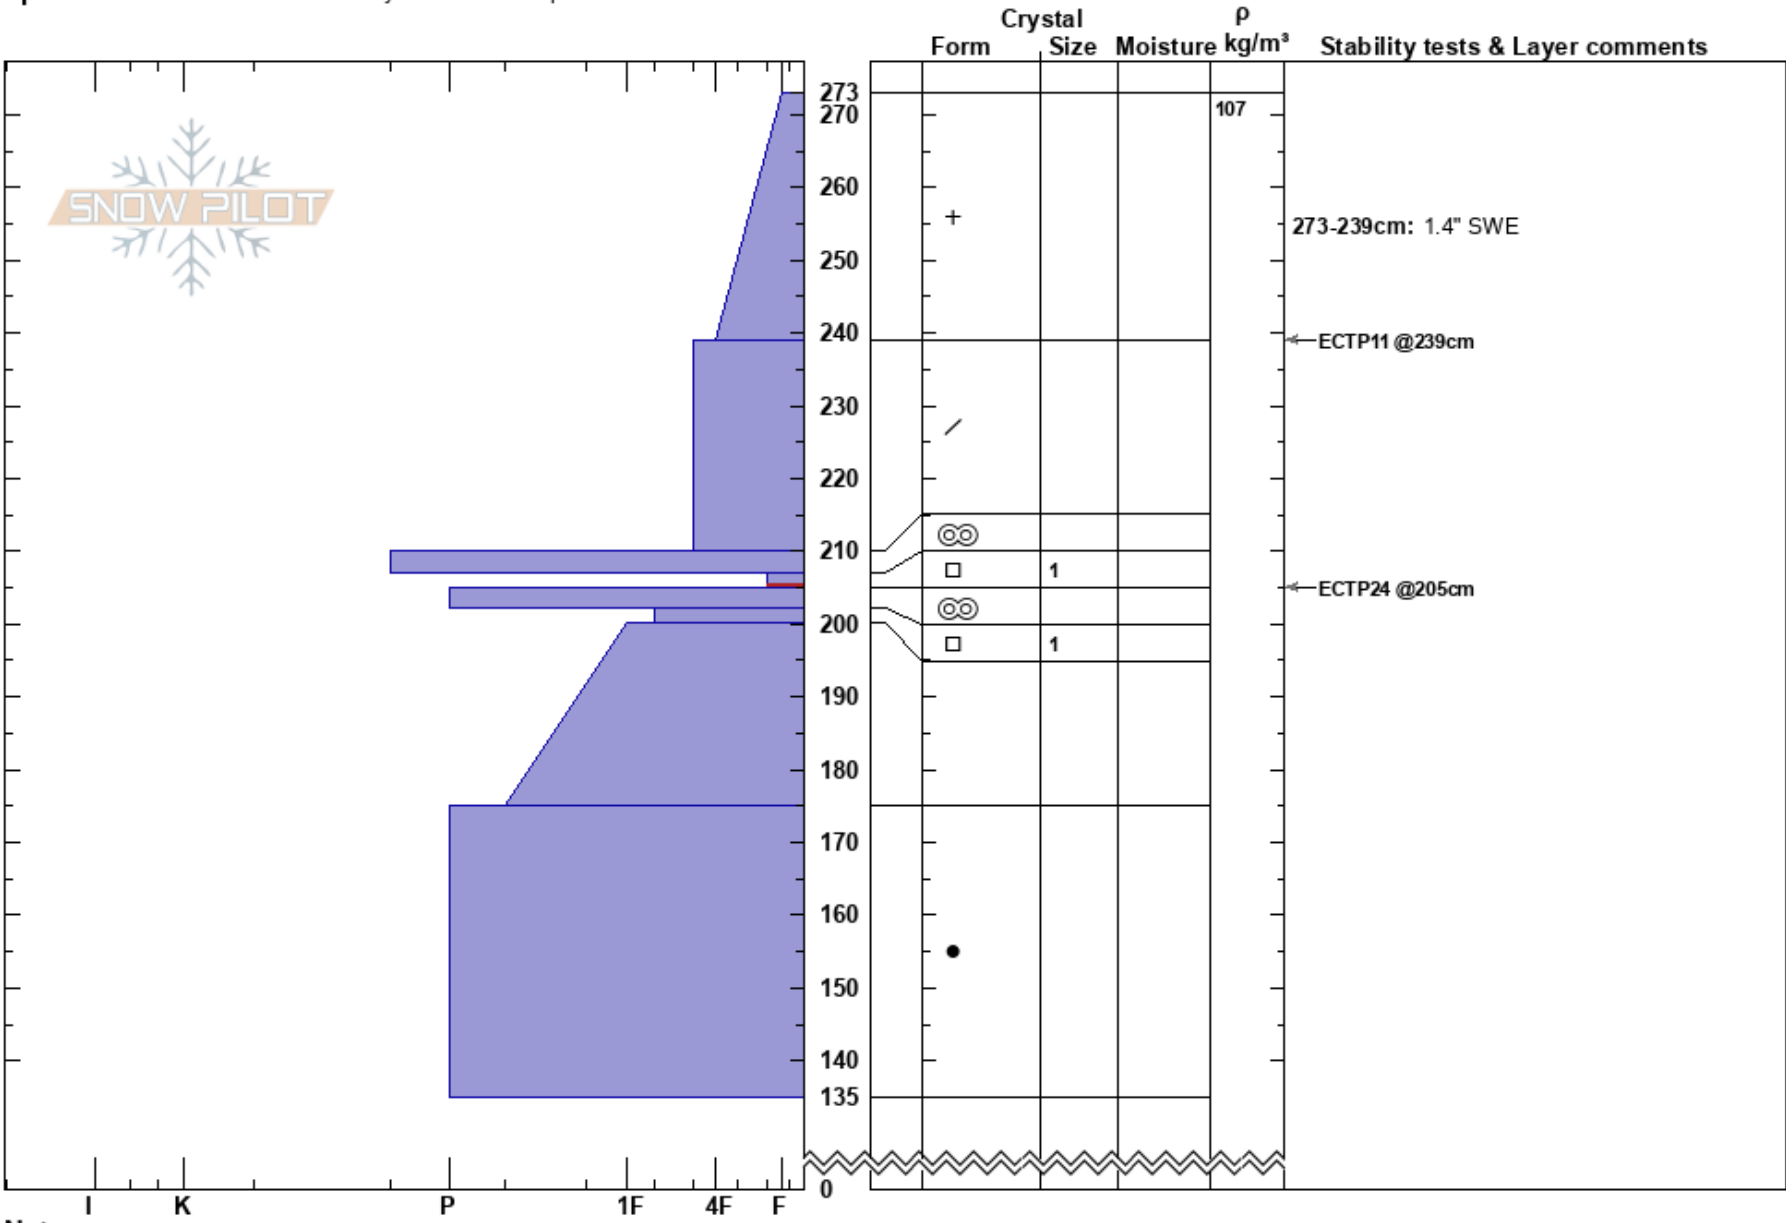 Crystal
ρ
Form Size Moisture kg/m³ Stability tests & Layer comments
273
270 107
SNOW PILOT
260
273-239cm: 1.4" SWE
250
240
ECTP11 @239cm
230
220
210
1
ECTP24 @205cm
200
1
190
180
170
160
150
140
135
0
I K P 1F 4F F